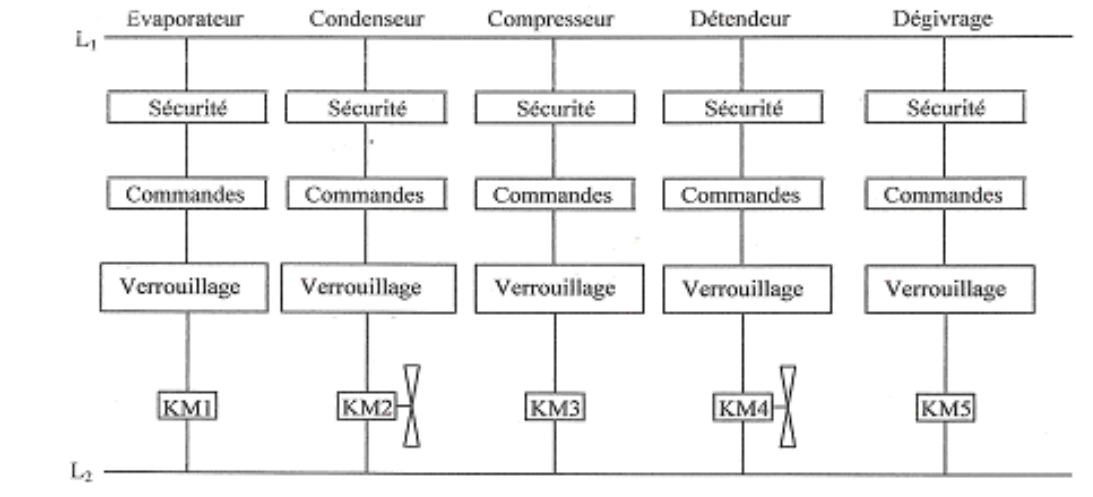 Evaporateur Condenseur Compresseur Détendeur Dégivrage
L1
Sécurité Sécurité Sécurité Sécurité Sécurité
Commandes Commandes Commandes Commandes Commandes
Verrouillage Verrouillage Verrouillage Verrouillage Verrouillage
KM1 KM2 KM3 KM4 KM5
L2